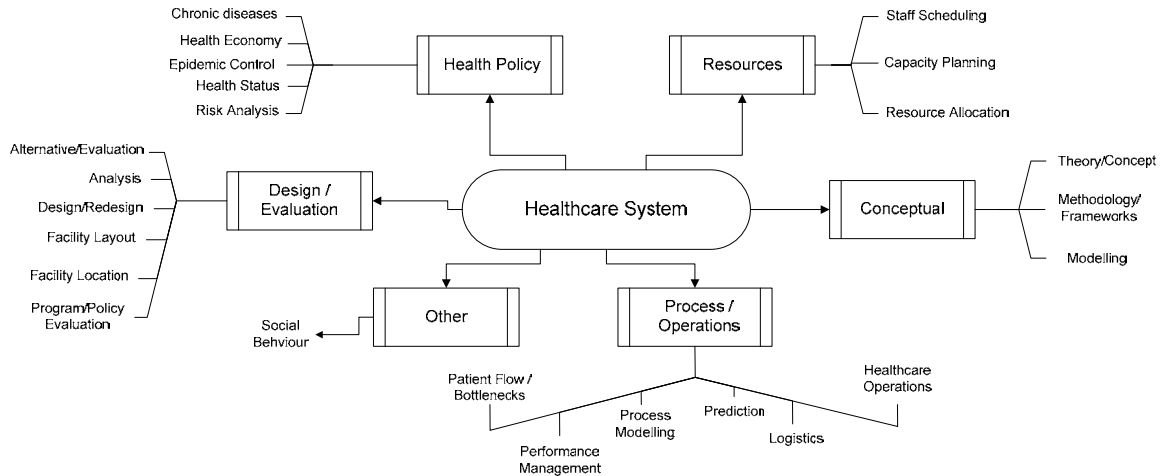 Chronic diseases
Health Economy
Epidemic Control
Health Status
Risk Analysis
Health Policy
Resources
Staff Scheduling
Capacity Planning
Resource Allocation
Alternative/Evaluation
Analysis
Design/Redesign
Facility Layout
Facility Location
Program/Policy
Evaluation
Design /
Evaluation
Healthcare System
Conceptual
Theory/Concept
Methodology/
Frameworks
Modelling
Other
Social
Behviour
Process /
Operations
Patient Flow /
Bottlenecks
Performance
Management
Process
Modelling
Prediction
Logistics
Healthcare
Operations